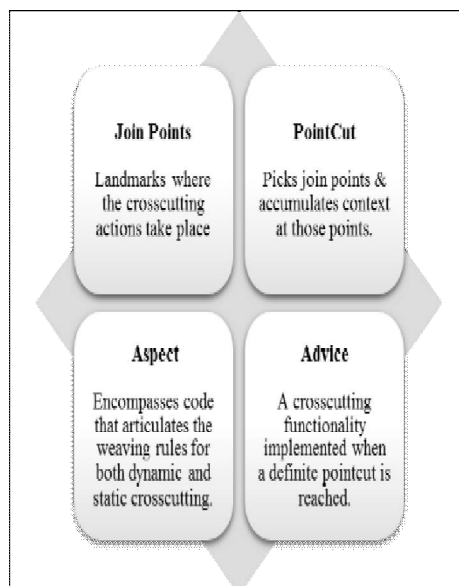 Join Points
Landmarks where
the crosscutting
actions take place
PointCut
Picks join points &
accumulates context
at those points.
Aspect
Encompasses code
that articulates the
weaving rules for
both dynamic and
static crosscutting.
Advice
A crosscutting
functionality
implemented when
a definite pointcut is
reached.